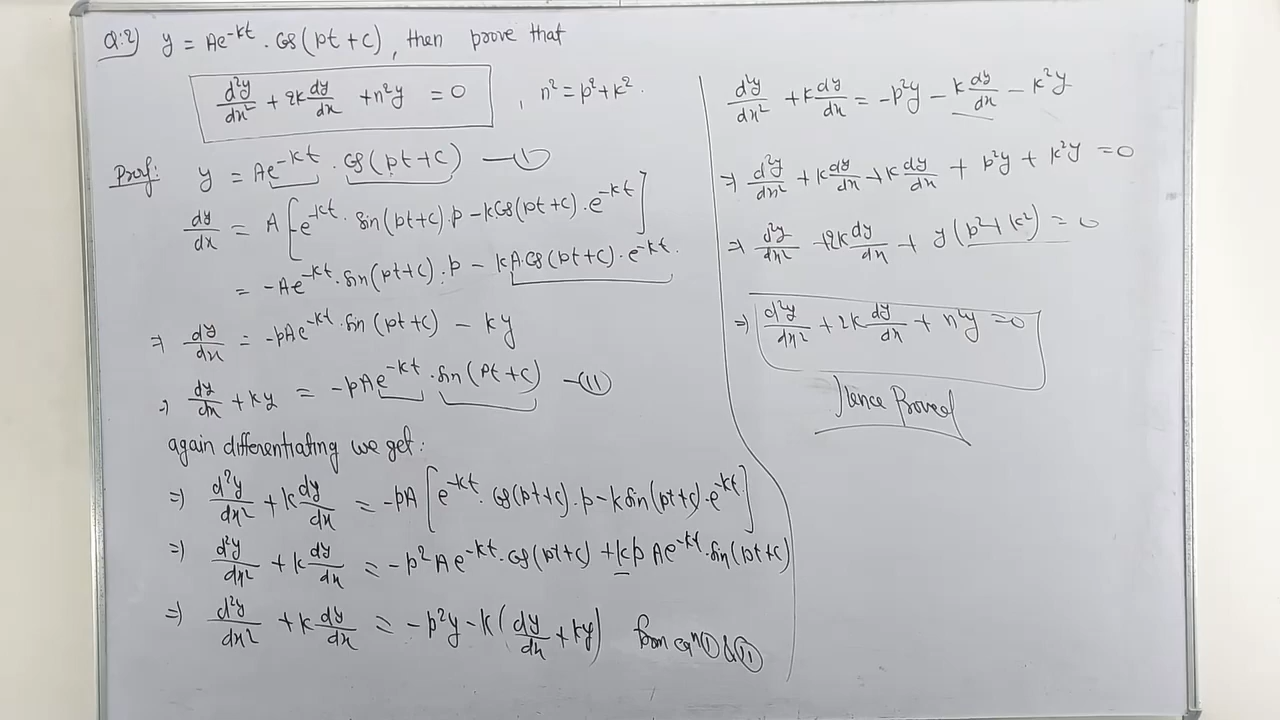 Q:2) y = Ae^-kt . Cos(pt+c), then prove that
d²y/dx² + 2k dy/dx + n²y = 0 , n² = p²+k².
Proof: y = Ae^-kt . Cos(pt+c) —(I)
dy/dx = A[e^-kt . Sin(pt+c).p - kCos(pt+c).e^-kt]
= -Ae^-kt.sin(pt+c).p - kA.Cos(pt+c).e^-kt.
⇒ dy/dx = -pAe^-kt.sin(pt+c) - ky
⇒ dy/dx + ky = -pAe^-kt.sin(pt+c) —(II)
again differentiating we get:
⇒ d²y/dx² + k dy/dx = -pA[e^-kt. Cos(pt+c).p - k Sin(pt+c).e^-kt]
⇒ d²y/dx² + k dy/dx = -p²Ae^-kt.Cos(pt+c) + kpAe^-kt.sin(pt+c)
⇒ d²y/dx² + k dy/dx = -p²y - k(dy/dx + ky) from eqn (I) & (II)
d²y/dx² + k dy/dx = -p²y - k dy/dx - k²y
⇒ d²y/dx² + k dy/dx + k dy/dx + p²y + k²y = 0
⇒ d²y/dx² + 2k dy/dx + y(p²+k²) = 0
⇒ d²y/dx² + 2k dy/dx + n²y = 0
Hence Proved